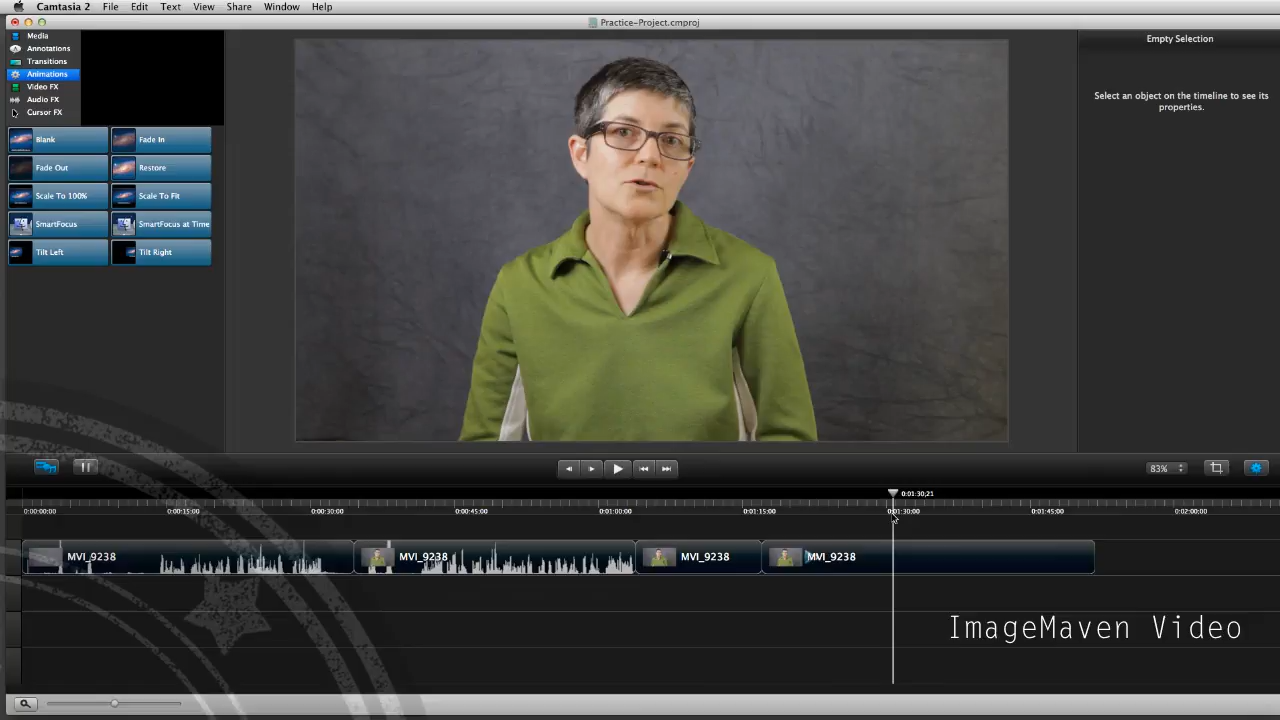 Camtasia 2 File Edit Text View Share Window Help
Practice-Project.cmproj
Media
Annotations
Transitions
Animations
Video FX
Audio FX
Cursor FX
Blank
Fade In
Fade Out
Restore
Scale To 100%
Scale To Fit
SmartFocus
SmartFocus at Time
Tilt Left
Tilt Right
Empty Selection
Select an object on the timeline to see its
properties.
83%
0:01:30;21
0:00:00;00 0:00:15;00 0:00:30;00 0:00:45;00 0:01:00;00 0:01:15;00 0:01:30;00 0:01:45;00 0:02:00;00
MVI_9238 MVI_9238 MVI_9238 MVI_9238
ImageMaven Video